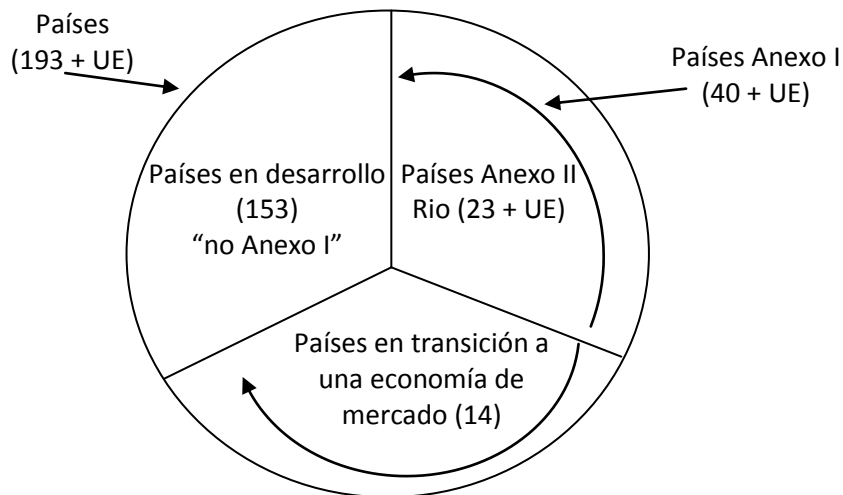 Países
(193 + UE)
Países Anexo I
(40 + UE)
Países en desarrollo
(153)
“no Anexo I”
Países Anexo II
Rio (23 + UE)
Países en transición a
una economía de
mercado (14)